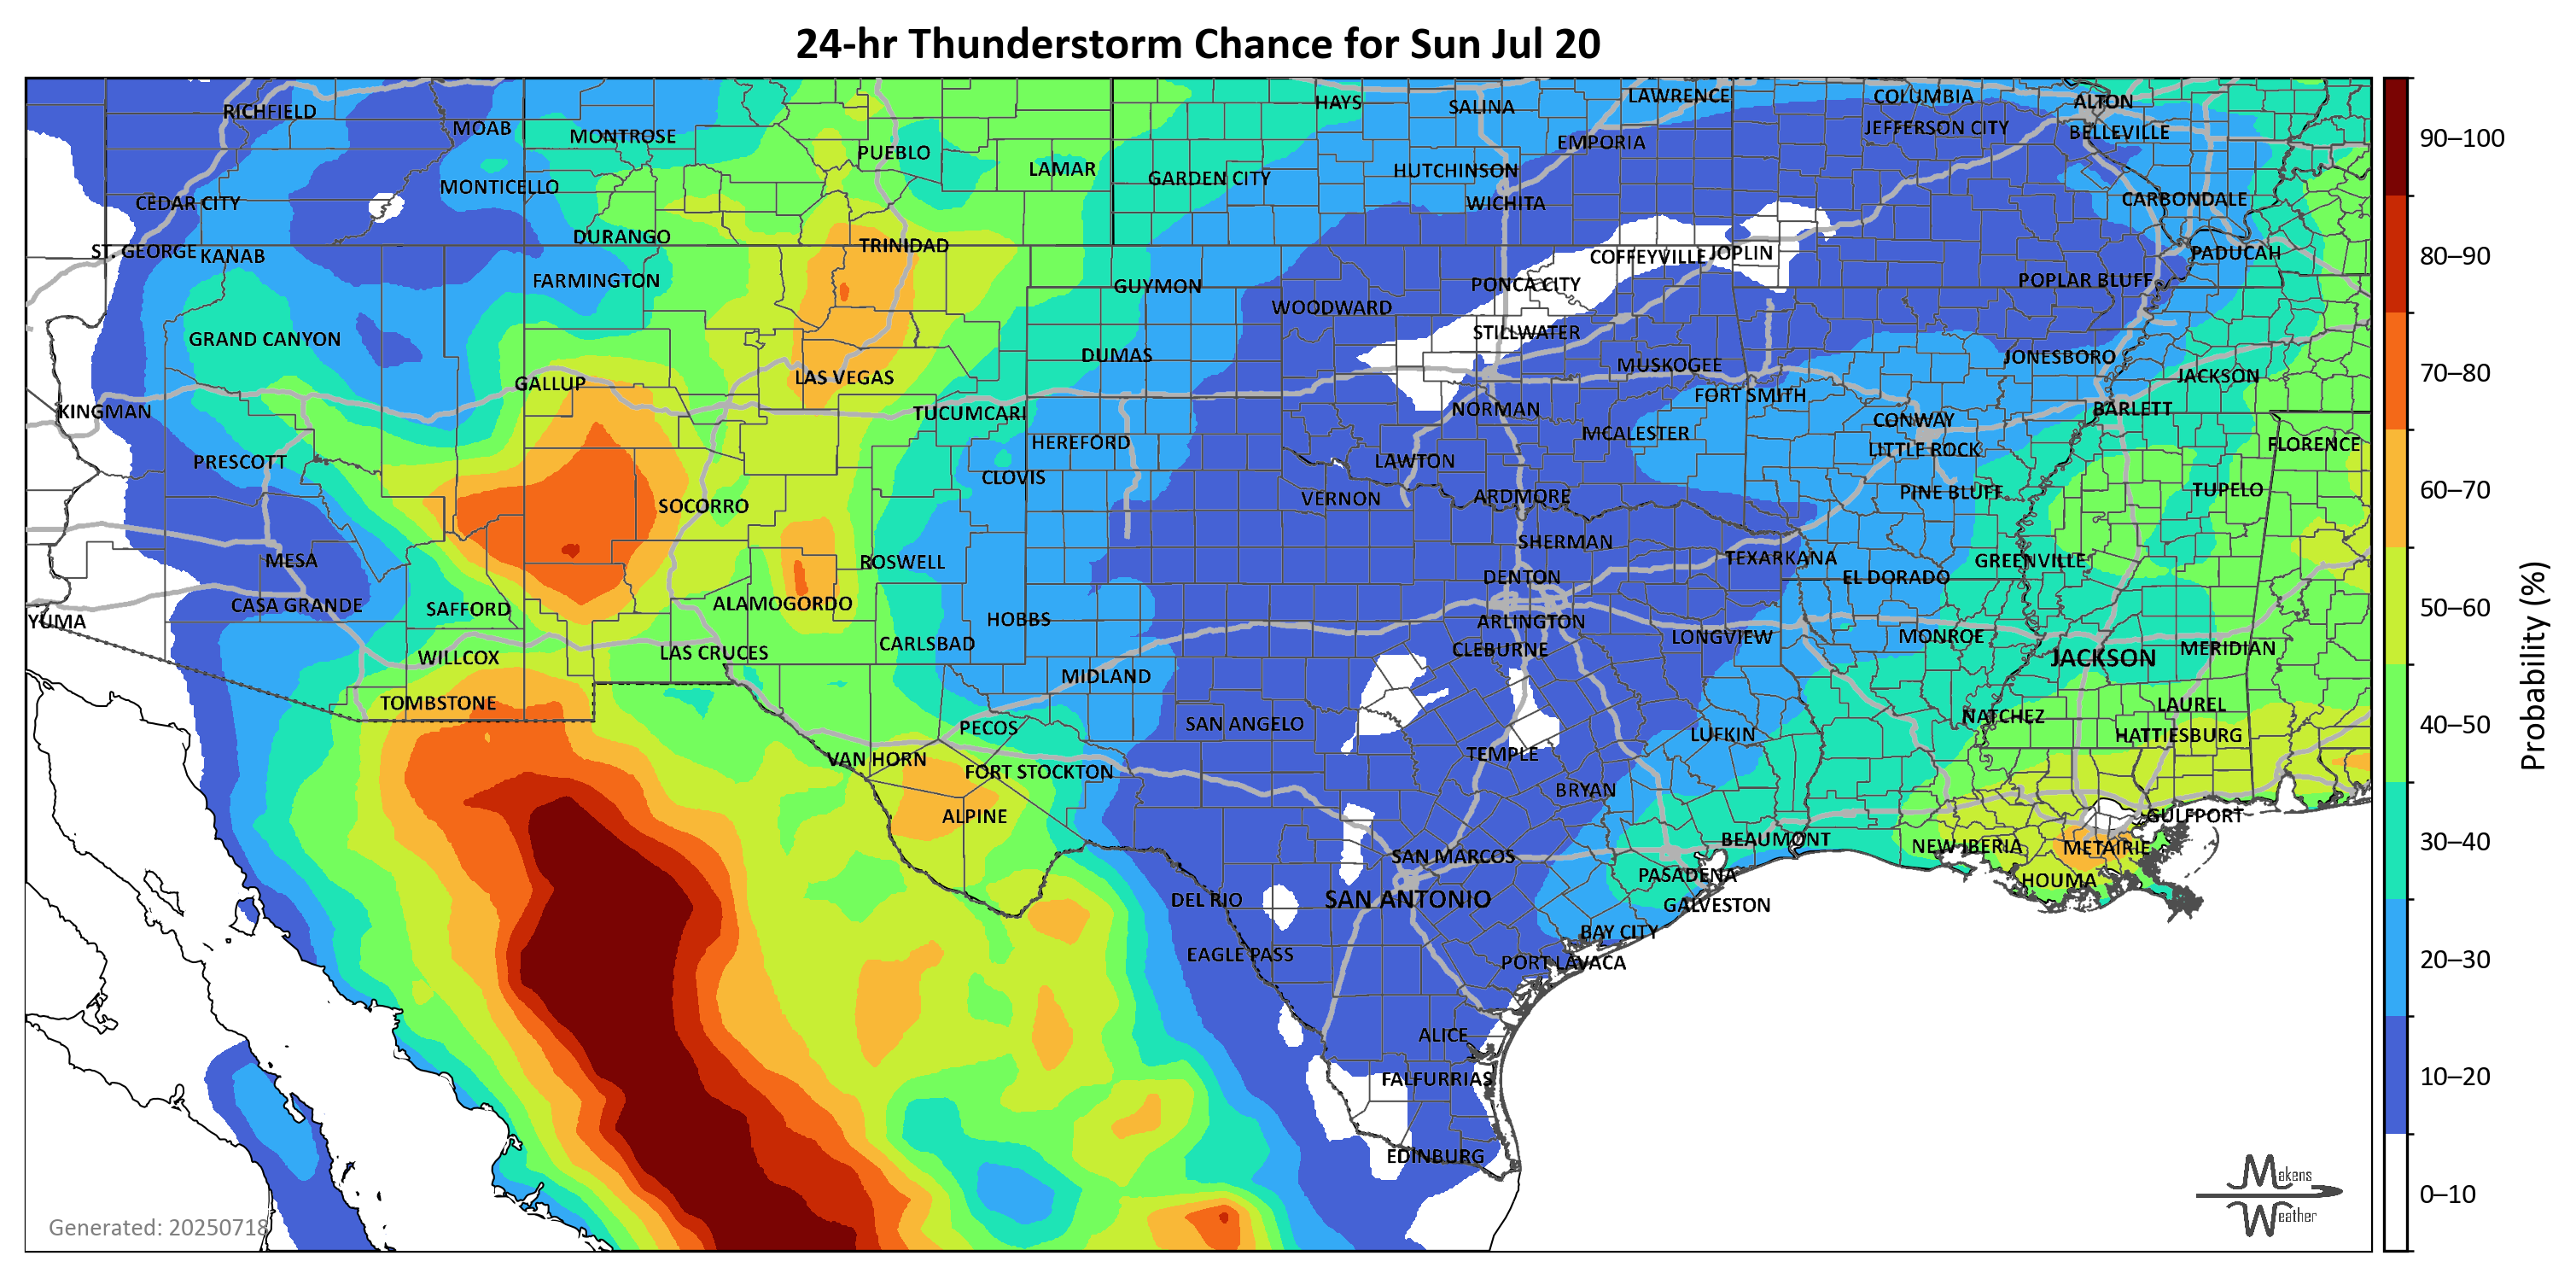 24-hr Thunderstorm Chance for Sun Jul 20
RICHFIELD
MOAB
MONTROSE
PUEBLO
LAMAR
HAYS
SALINA
LAWRENCE
COLUMBIA
ALTON
EMPORIA
JEFFERSON CITY
BELLEVILLE
CEDAR CITY
MONTICELLO
GARDEN CITY
HUTCHINSON
WICHITA
CARBONDALE
ST. GEORGE
KANAB
DURANGO
TRINIDAD
COFFEYVILLE
JOPLIN
PADUCAH
FARMINGTON
GUYMON
WOODWARD
PONCA CITY
POPLAR BLUFF
GRAND CANYON
STILLWATER
DUMAS
MUSKOGEE
JONESBORO
GALLUP
LAS VEGAS
JACKSON
KINGMAN
TUCUMCARI
NORMAN
FORT SMITH
BARLETT
HEREFORD
MCALESTER
CONWAY
FLORENCE
PRESCOTT
CLOVIS
LAWTON
LITTLE ROCK
SOCORRO
VERNON
ARDMORE
PINE BLUFF
TUPELO
MESA
ROSWELL
SHERMAN
TEXARKANA
GREENVILLE
CASA GRANDE
SAFFORD
ALAMOGORDO
DENTON
EL DORADO
YUMA
HOBBS
ARLINGTON
WILLCOX
LAS CRUCES
CARLSBAD
CLEBURNE
LONGVIEW
MONROE
JACKSON
MERIDIAN
TOMBSTONE
MIDLAND
PECOS
SAN ANGELO
LUFKIN
NATCHEZ
LAUREL
HATTIESBURG
VAN HORN
FORT STOCKTON
TEMPLE
BRYAN
ALPINE
GULFPORT
BEAUMONT
NEW IBERIA
METAIRIE
SAN MARCOS
PASADENA
HOUMA
DEL RIO
SAN ANTONIO
GALVESTON
BAY CITY
EAGLE PASS
PORT LAVACA
ALICE
FALFURRIAS
EDINBURG
Generated: 20250718
Makens
Weather
90–100
80–90
70–80
60–70
50–60
40–50
30–40
20–30
10–20
0–10
Probability (%)